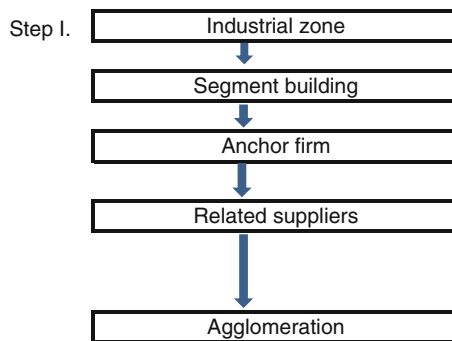 Step I.
Industrial zone
Segment building
Anchor firm
Related suppliers
Agglomeration